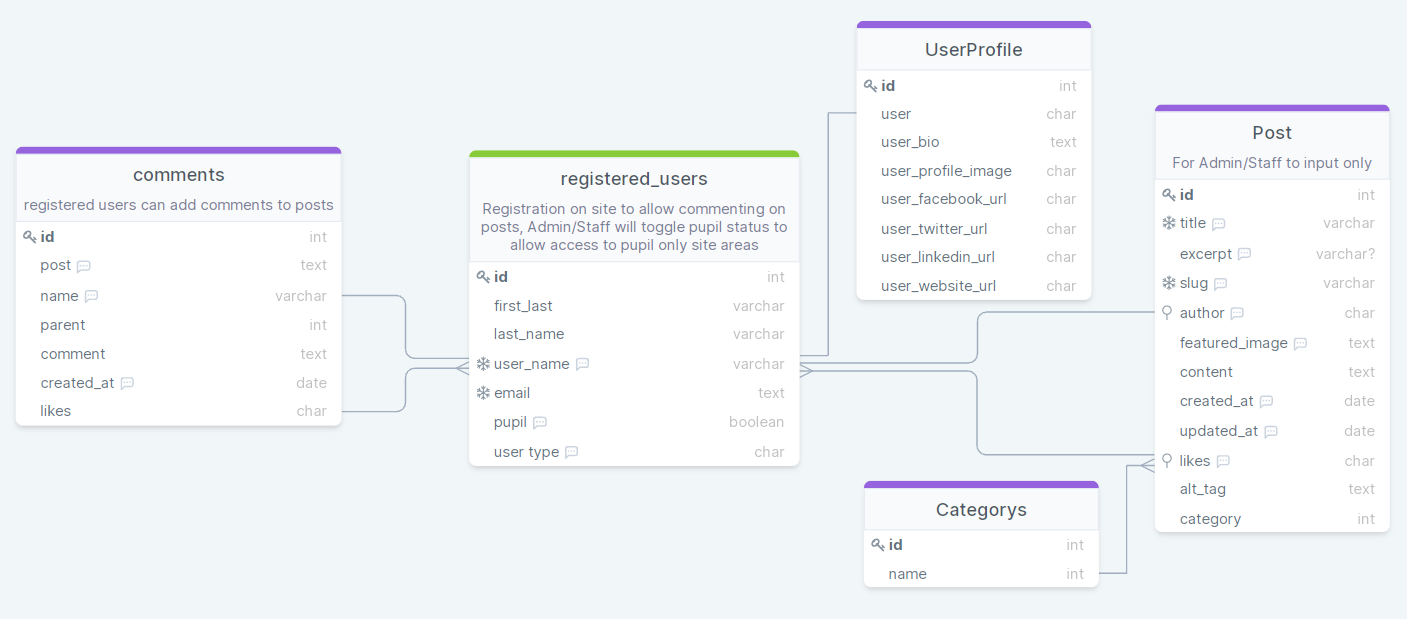 comments
registered users can add comments to posts
id int
post text
name varchar
parent int
comment text
created_at date
likes char
registered_users
Registration on site to allow commenting on
posts, Admin/Staff will toggle pupil status to
allow access to pupil only site areas
id int
first_last varchar
last_name varchar
user_name varchar
email text
pupil boolean
user type char
UserProfile
id int
user char
user_bio text
user_profile_image char
user_facebook_url char
user_twitter_url char
user_linkedin_url char
user_website_url char
Post
For Admin/Staff to input only
id int
title varchar
excerpt varchar?
slug varchar
author char
featured_image text
content text
created_at date
updated_at date
likes char
alt_tag text
category int
Categorys
id int
name int